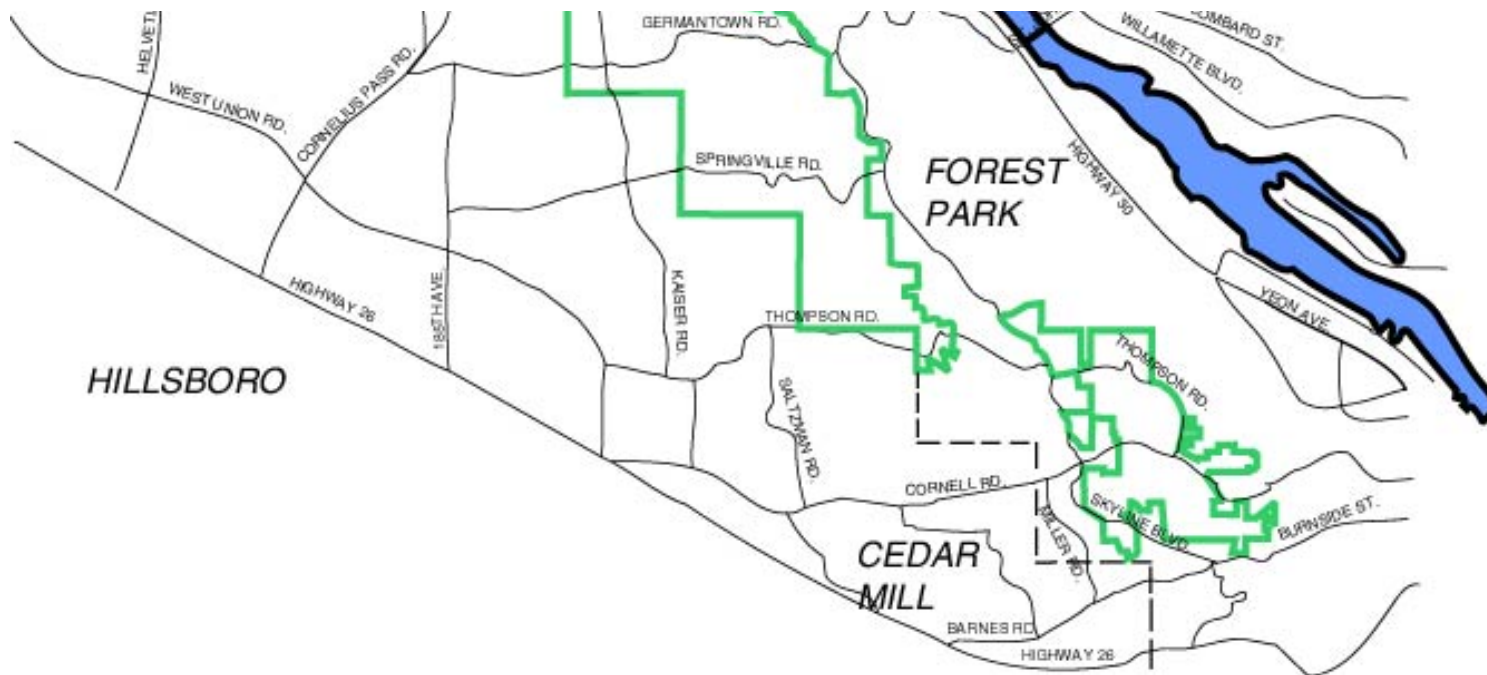 GERMANTOWN RD.
WILLAMETTE BLVD.
LOMBARD ST.
WEST UNION RD.
CORNELIUS PASS RD.
SPRINGVILLE RD.
FOREST
PARK
HIGHWAY 30
HIGHWAY 26
185TH AVE.
KAISER RD.
THOMPSON RD.
YEON AVE.
THOMPSON RD.
HILLSBORO
SALTZMAN RD.
CORNELL RD.
MILLER RD.
SKYLINE BLVD.
BURNSIDE ST.
CEDAR
MILL
BARNES RD.
HIGHWAY 26